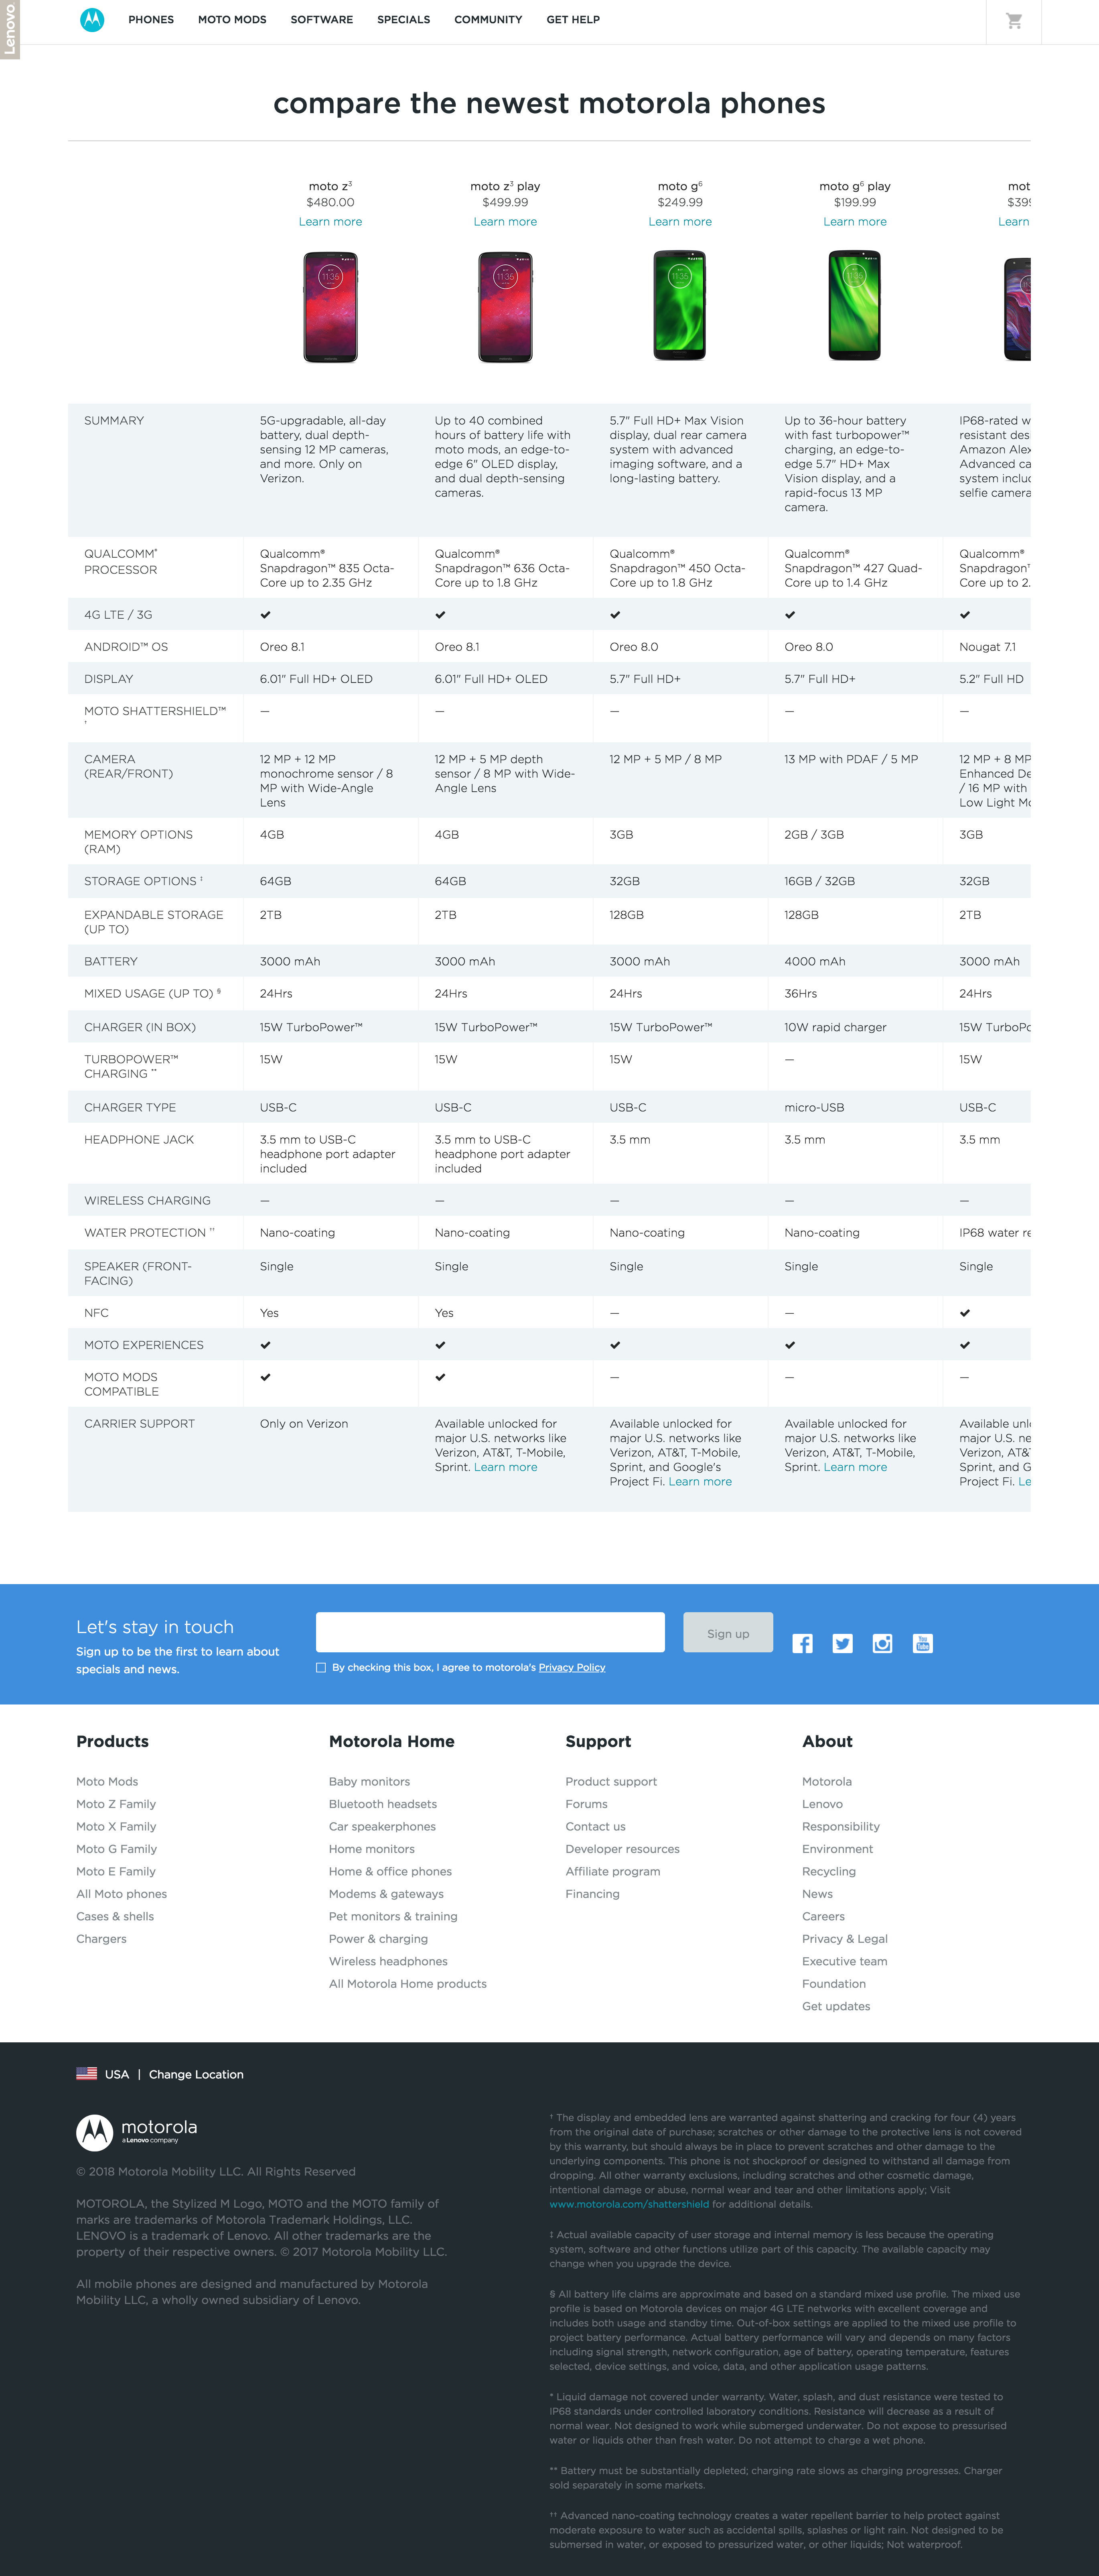 Lenovo
PHONES MOTO MODS SOFTWARE SPECIALS COMMUNITY GET HELP
compare the newest motorola phones
moto z³ moto z³ play moto g⁶ moto g⁶ play mot
$480.00 $499.99 $249.99 $199.99 $399
Learn more Learn more Learn more Learn more Learn
SUMMARY
5G-upgradable, all-day
battery, dual depth-
sensing 12 MP cameras,
and more. Only on
Verizon.
Up to 40 combined
hours of battery life with
moto mods, an edge-to-
edge 6" OLED display,
and dual depth-sensing
cameras.
5.7" Full HD+ Max Vision
display, dual rear camera
system with advanced
imaging software, and a
long-lasting battery.
Up to 36-hour battery
with fast turbopower™
charging, an edge-to-
edge 5.7" HD+ Max
Vision display, and a
rapid-focus 13 MP
camera.
IP68-rated w
resistant des
Amazon Alex
Advanced ca
system includ
selfie camera
QUALCOMM®
PROCESSOR
Qualcomm®
Snapdragon™ 835 Octa-
Core up to 2.35 GHz
Qualcomm®
Snapdragon™ 636 Octa-
Core up to 1.8 GHz
Qualcomm®
Snapdragon™ 450 Octa-
Core up to 1.8 GHz
Qualcomm®
Snapdragon™ 427 Quad-
Core up to 1.4 GHz
Qualcomm®
Snapdragon™
Core up to 2.
4G LTE / 3G ✔ ✔ ✔ ✔ ✔
ANDROID™ OS Oreo 8.1 Oreo 8.1 Oreo 8.0 Oreo 8.0 Nougat 7.1
DISPLAY 6.01" Full HD+ OLED 6.01" Full HD+ OLED 5.7" Full HD+ 5.7" Full HD+ 5.2" Full HD
MOTO SHATTERSHIELD™ — — — — —
†
CAMERA
(REAR/FRONT)
12 MP + 12 MP
monochrome sensor / 8
MP with Wide-Angle
Lens
12 MP + 5 MP depth
sensor / 8 MP with Wide-
Angle Lens
12 MP + 5 MP / 8 MP
13 MP with PDAF / 5 MP
12 MP + 8 MP
Enhanced De
/ 16 MP with
Low Light Mo
MEMORY OPTIONS
(RAM)
4GB 4GB 3GB 2GB / 3GB 3GB
STORAGE OPTIONS ‡ 64GB 64GB 32GB 16GB / 32GB 32GB
EXPANDABLE STORAGE
(UP TO)
2TB 2TB 128GB 128GB 2TB
BATTERY 3000 mAh 3000 mAh 3000 mAh 4000 mAh 3000 mAh
MIXED USAGE (UP TO) § 24Hrs 24Hrs 24Hrs 36Hrs 24Hrs
CHARGER (IN BOX) 15W TurboPower™ 15W TurboPower™ 15W TurboPower™ 10W rapid charger 15W TurboPo
TURBOPOWER™
CHARGING **
15W 15W 15W — 15W
CHARGER TYPE USB-C USB-C USB-C micro-USB USB-C
HEADPHONE JACK
3.5 mm to USB-C
headphone port adapter
included
3.5 mm to USB-C
headphone port adapter
included
3.5 mm 3.5 mm 3.5 mm
WIRELESS CHARGING — — — — —
WATER PROTECTION †† Nano-coating Nano-coating Nano-coating Nano-coating IP68 water re
SPEAKER (FRONT-
FACING)
Single Single Single Single Single
NFC Yes Yes — — ✔
MOTO EXPERIENCES ✔ ✔ ✔ ✔ ✔
MOTO MODS
COMPATIBLE
✔ ✔ — — —
CARRIER SUPPORT
Only on Verizon
Available unlocked for
major U.S. networks like
Verizon, AT&T, T-Mobile,
Sprint. Learn more
Available unlocked for
major U.S. networks like
Verizon, AT&T, T-Mobile,
Sprint, and Google's
Project Fi. Learn more
Available unlocked for
major U.S. networks like
Verizon, AT&T, T-Mobile,
Sprint. Learn more
Available unlo
major U.S. ne
Verizon, AT&T
Sprint, and G
Project Fi. Le
Let's stay in touch
Sign up to be the first to learn about
specials and news.
Sign up
By checking this box, I agree to motorola's Privacy Policy
Products
Moto Mods
Moto Z Family
Moto X Family
Moto G Family
Moto E Family
All Moto phones
Cases & shells
Chargers
Motorola Home
Baby monitors
Bluetooth headsets
Car speakerphones
Home monitors
Home & office phones
Modems & gateways
Pet monitors & training
Power & charging
Wireless headphones
All Motorola Home products
Support
Product support
Forums
Contact us
Developer resources
Affiliate program
Financing
About
Motorola
Lenovo
Responsibility
Environment
Recycling
News
Careers
Privacy & Legal
Executive team
Foundation
Get updates
USA | Change Location
motorola
a Lenovo company
© 2018 Motorola Mobility LLC. All Rights Reserved
MOTOROLA, the Stylized M Logo, MOTO and the MOTO family of
marks are trademarks of Motorola Trademark Holdings, LLC.
LENOVO is a trademark of Lenovo. All other trademarks are the
property of their respective owners. © 2017 Motorola Mobility LLC.
All mobile phones are designed and manufactured by Motorola
Mobility LLC, a wholly owned subsidiary of Lenovo.
† The display and embedded lens are warranted against shattering and cracking for four (4) years
from the original date of purchase; scratches or other damage to the protective lens is not covered
by this warranty, but should always be in place to prevent scratches and other damage to the
underlying components. This phone is not shockproof or designed to withstand all damage from
dropping. All other warranty exclusions, including scratches and other cosmetic damage,
intentional damage or abuse, normal wear and tear and other limitations apply; Visit
www.motorola.com/shattershield for additional details.
‡ Actual available capacity of user storage and internal memory is less because the operating
system, software and other functions utilize part of this capacity. The available capacity may
change when you upgrade the device.
§ All battery life claims are approximate and based on a standard mixed use profile. The mixed use
profile is based on Motorola devices on major 4G LTE networks with excellent coverage and
includes both usage and standby time. Out-of-box settings are applied to the mixed use profile to
project battery performance. Actual battery performance will vary and depends on many factors
including signal strength, network configuration, age of battery, operating temperature, features
selected, device settings, and voice, data, and other application usage patterns.
* Liquid damage not covered under warranty. Water, splash, and dust resistance were tested to
IP68 standards under controlled laboratory conditions. Resistance will decrease as a result of
normal wear. Not designed to work while submerged underwater. Do not expose to pressurised
water or liquids other than fresh water. Do not attempt to charge a wet phone.
** Battery must be substantially depleted; charging rate slows as charging progresses. Charger
sold separately in some markets.
†† Advanced nano-coating technology creates a water repellent barrier to help protect against
moderate exposure to water such as accidental spills, splashes or light rain. Not designed to be
submersed in water, or exposed to pressurized water, or other liquids; Not waterproof.